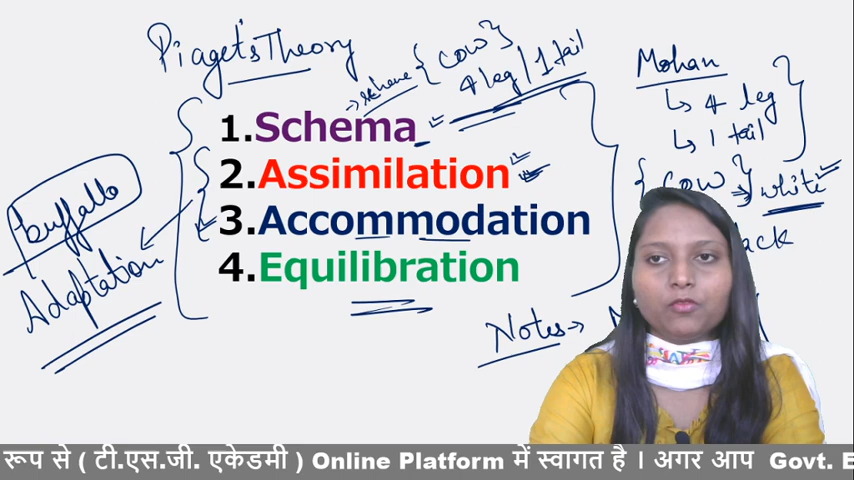 Piaget's Theory
→ scheme { cow }
4 leg / 1 tail
1.Schema
2.Assimilation
3.Accommodation
4.Equilibration
buffalo
Adaptation
Mohan
↳ 4 leg
↳ 1 tail
{ cow } → white
Notes →
रूप से ( टी.एस.जी. एकेडमी ) Online Platform में स्वागत है । अगर आप Govt. E